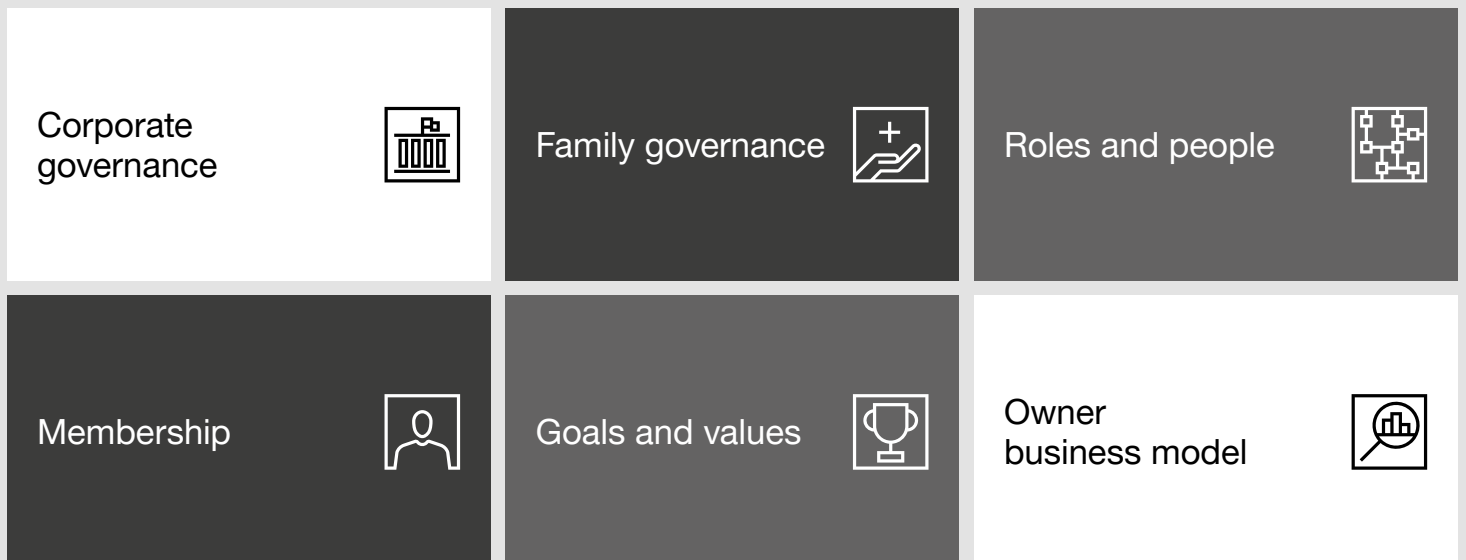 Corporate
governance
Family governance
Roles and people
Membership
Goals and values
Owner
business model